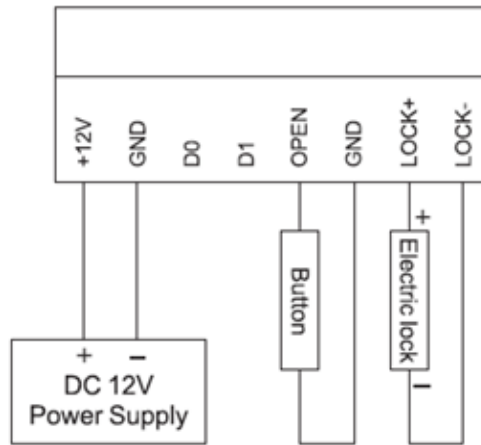 +12V
GND
D0
D1
OPEN
GND
LOCK+
LOCK-
+
Button
Electric lock
-
+ -
DC 12V
Power Supply